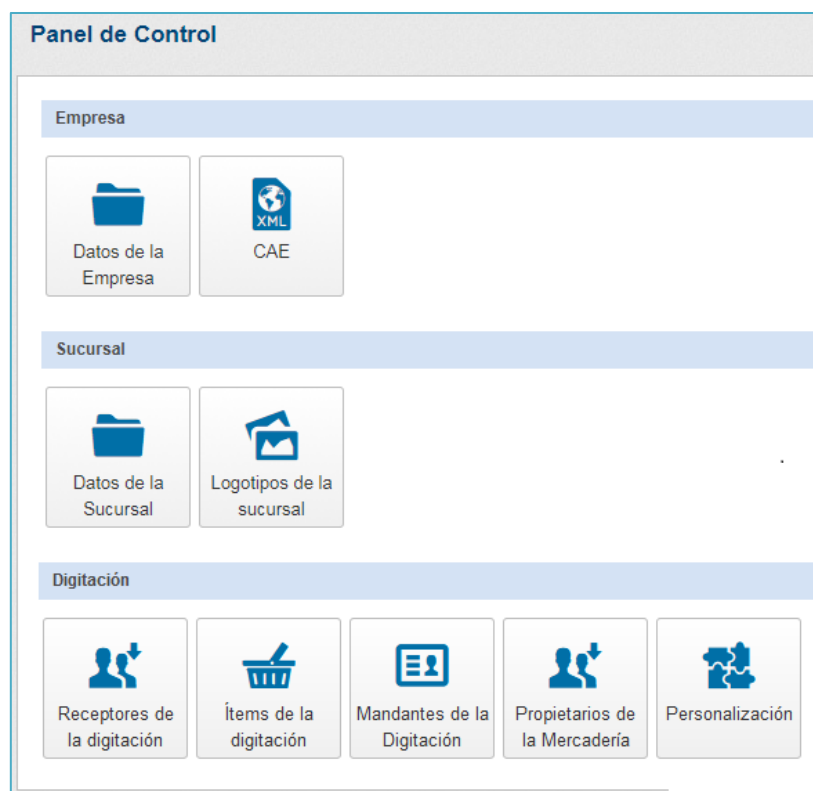 Panel de Control
Empresa
Datos de la
Empresa
XML
CAE
Sucursal
Datos de la
Sucursal
Logotipos de la
sucursal
Digitación
Receptores de
la digitación
Ítems de la
digitación
Mandantes de la
Digitación
Propietarios de
la Mercadería
Personalización